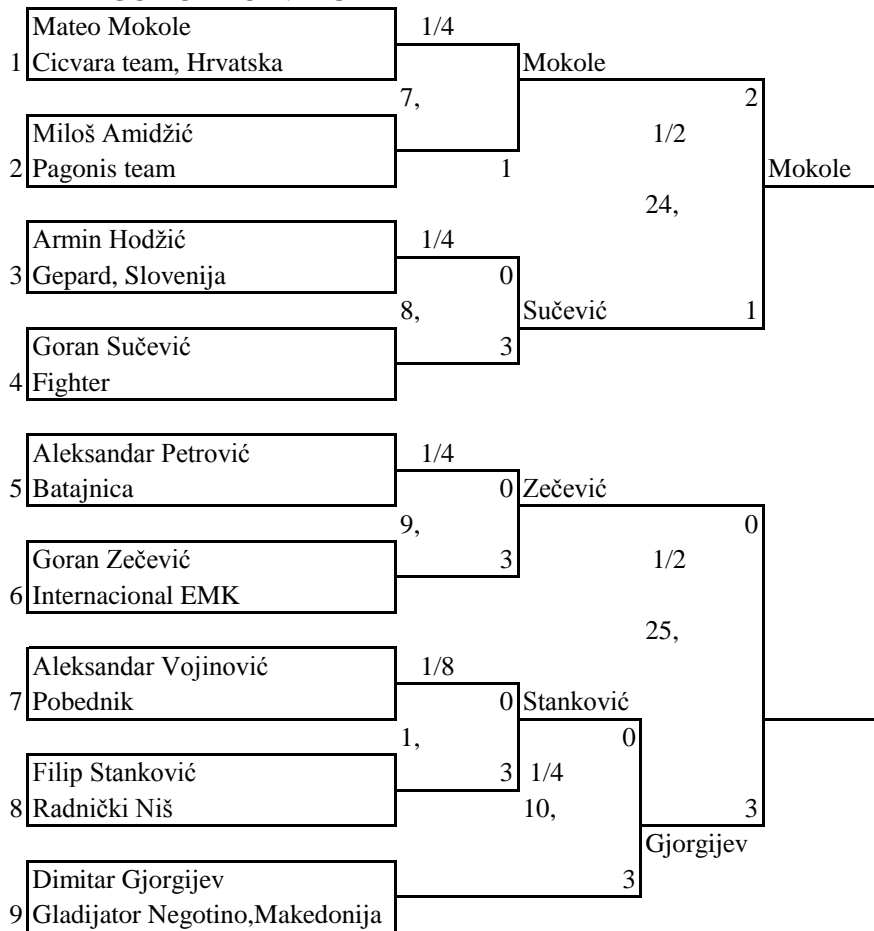 Mateo Mokole 1/4
1 Cicvara team, Hrvatska Mokole
7, 2
Miloš Amidžić 1/2
2 Pagonis team 1 Mokole
24,
Armin Hodžić 1/4
3 Gepard, Slovenija 0
8, Sučević 1
Goran Sučević 3
4 Fighter
Aleksandar Petrović 1/4
5 Batajnica 0 Zečević
9, 0
Goran Zečević 3 1/2
6 Internacional EMK
25,
Aleksandar Vojinović 1/8
7 Pobednik 0 Stanković
1, 0
Filip Stanković 3 1/4
8 Radnički Niš 10, 3
Gjorgijev
Dimitar Gjorgijev 3
9 Gladijator Negotino,Makedonija